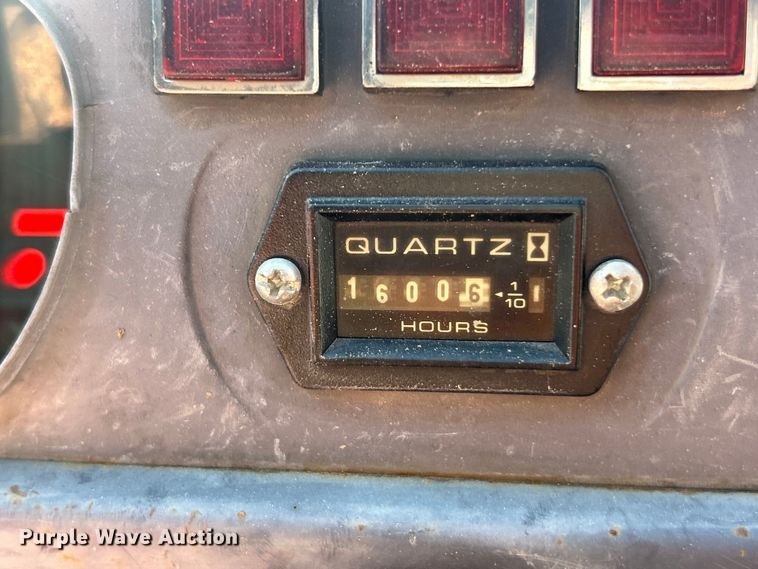 QUARTZ
16006 1/10
HOURS
Purple Wave Auction